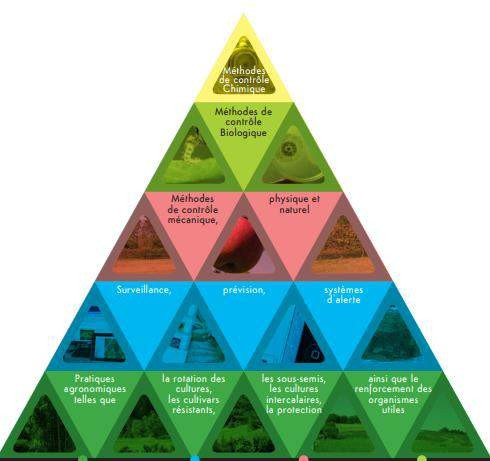 Méthodes
de contrôle
Chimique
Méthodes de
contrôle
Biologique
Méthodes
de contrôle
mécanique,
physique et
naturel
Surveillance,
prévision,
systèmes
d'alerte
Pratiques
agronomiques
telles que
la rotation des
cultures,
les cultivars
résistants,
les sous-semis,
les cultures
intercalaires,
la protection
ainsi que le
renforcement des
organismes
utiles